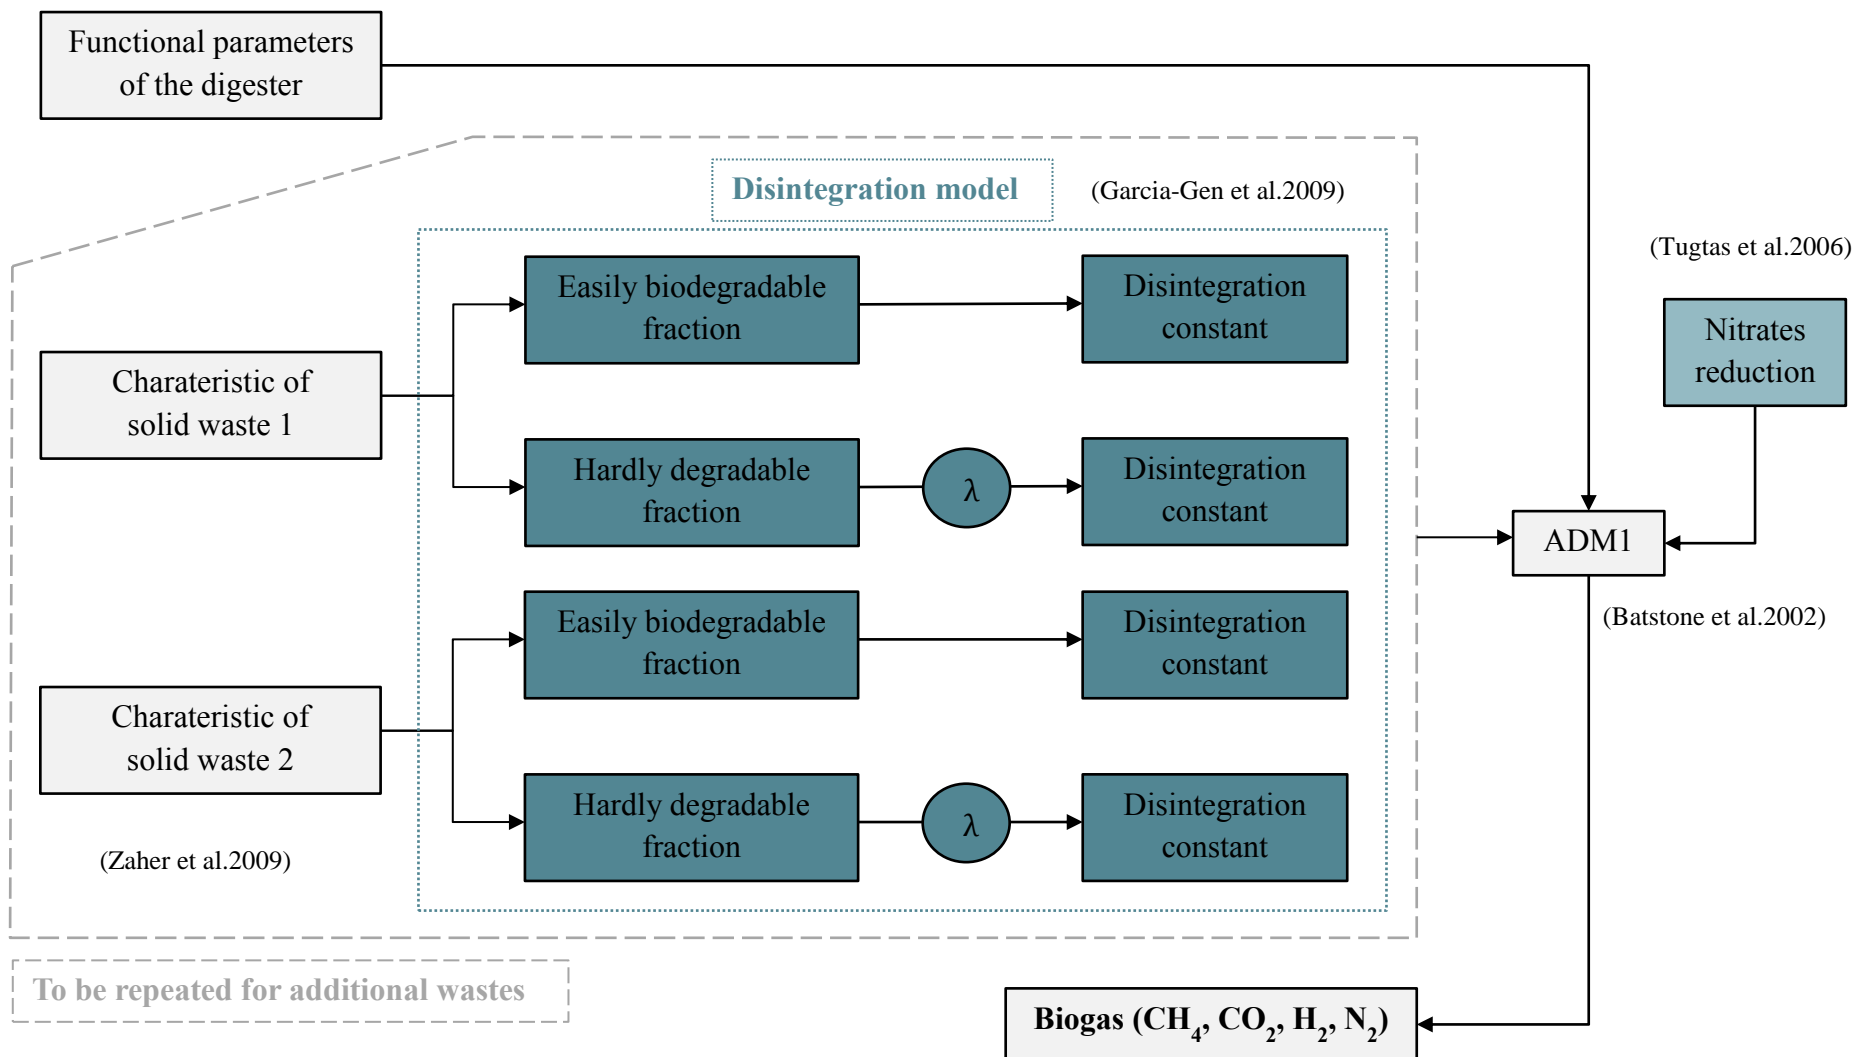 Functional parameters
of the digester
Disintegration model
(Garcia-Gen et al.2009)
(Tugtas et al.2006)
Easily biodegradable
fraction
Disintegration
constant
Nitrates
reduction
Charateristic of
solid waste 1
Hardly degradable
fraction
λ
Disintegration
constant
ADM1
(Batstone et al.2002)
Easily biodegradable
fraction
Disintegration
constant
Charateristic of
solid waste 2
Hardly degradable
fraction
λ
Disintegration
constant
(Zaher et al.2009)
To be repeated for additional wastes
Biogas (CH₄, CO₂, H₂, N₂)